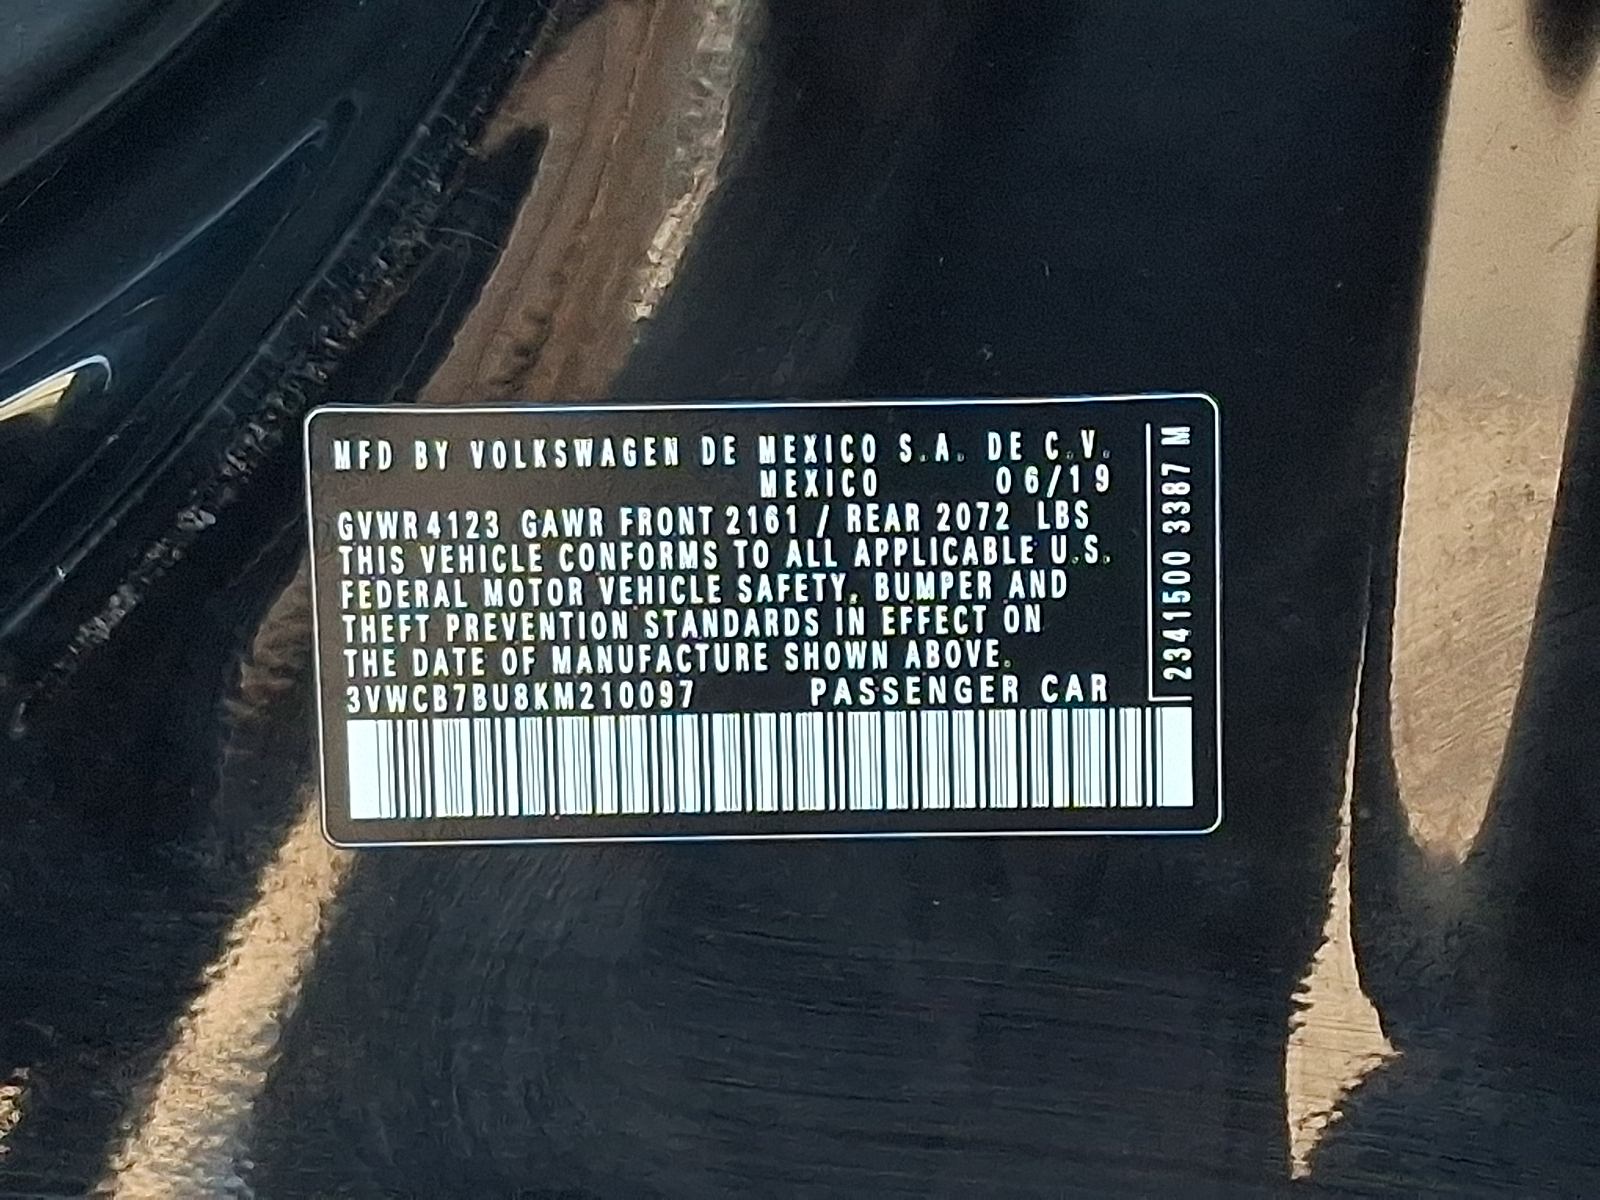 MFD BY VOLKSWAGEN DE MEXICO S.A. DE C.V.
MEXICO 06/19
GVWR 4123 GAWR FRONT 2161 / REAR 2072 LBS
THIS VEHICLE CONFORMS TO ALL APPLICABLE U.S.
FEDERAL MOTOR VEHICLE SAFETY, BUMPER AND
THEFT PREVENTION STANDARDS IN EFFECT ON
THE DATE OF MANUFACTURE SHOWN ABOVE.
3VWCB7BU8KM210097 PASSENGER CAR
2341500 3387 M